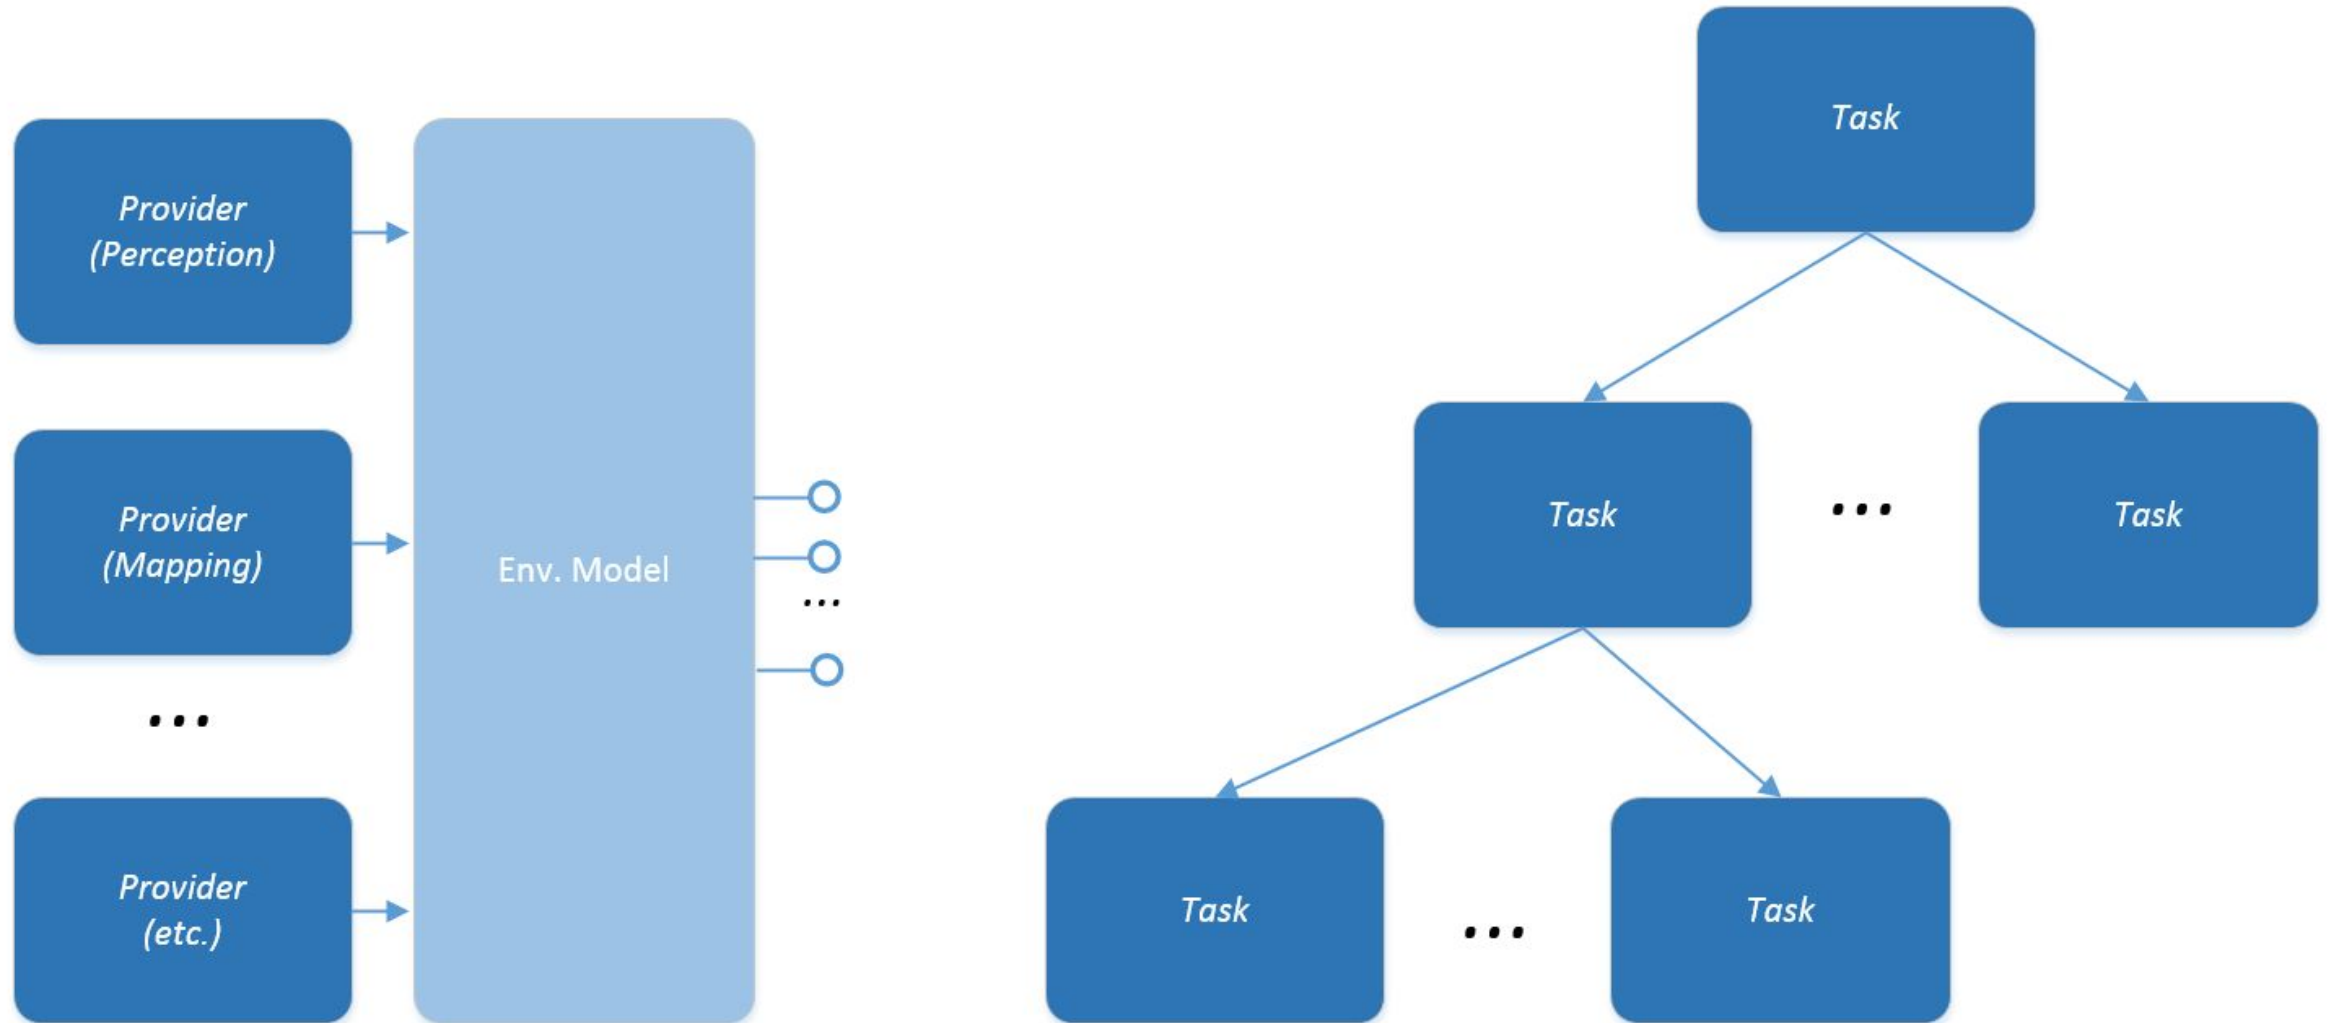 Provider
(Perception)
Provider
(Mapping)
...
Provider
(etc.)
Env. Model
...
Task
Task
...
Task
Task
...
Task